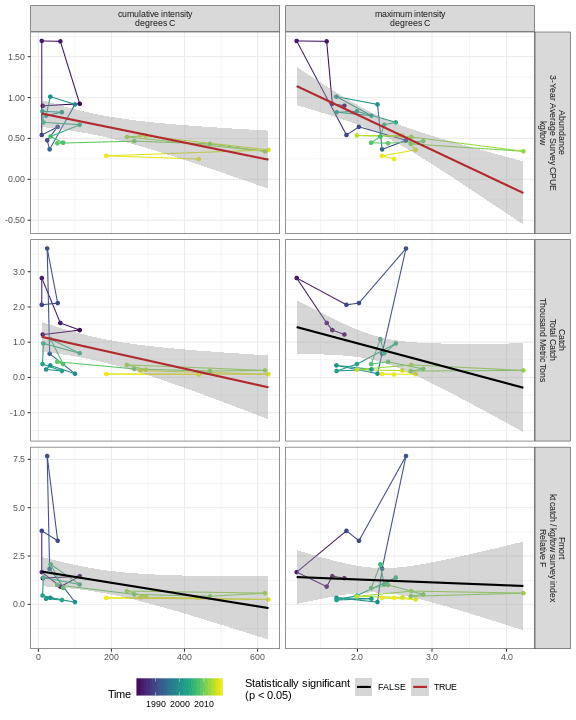 cumulative intensity
degrees C
maximum intensity
degrees C
1.50
1.00
0.50
0.00
-0.50
Abundance
3-Year Average Survey CPUE
kg/tow
3.0
2.0
1.0
0.0
-1.0
Catch
Total Catch
Thousand Metric Tons
7.5
5.0
2.5
0.0
Fmort
kt catch / kg/tow survey index
Relative F
0
200
400
600
2.0
3.0
4.0
Time
1990 2000 2010
Statistically significant
(p < 0.05)
FALSE
TRUE